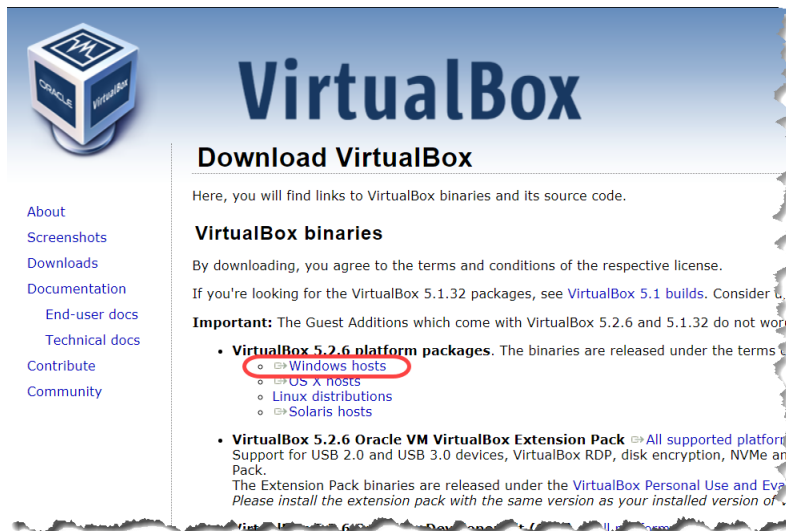 ORACLE
VirtualBox
VirtualBox
Download VirtualBox
Here, you will find links to VirtualBox binaries and its source code.
About
Screenshots
VirtualBox binaries
Downloads
By downloading, you agree to the terms and conditions of the respective license.
Documentation
If you're looking for the VirtualBox 5.1.32 packages, see VirtualBox 5.1 builds. Consider
End-user docs
Important: The Guest Additions which come with VirtualBox 5.2.6 and 5.1.32 do not
Technical docs
• VirtualBox 5.2.6 platform packages. The binaries are released under the terms
Contribute
Windows hosts
OS X hosts
Community
Linux distributions
Solaris hosts
• VirtualBox 5.2.6 Oracle VM VirtualBox Extension Pack All supported
Support for USB 2.0 and USB 3.0 devices, VirtualBox RDP, disk encryption, NVMe
Pack.
The Extension Pack binaries are released under the VirtualBox Personal Use and
Please install the extension pack with the same version as your installed version of